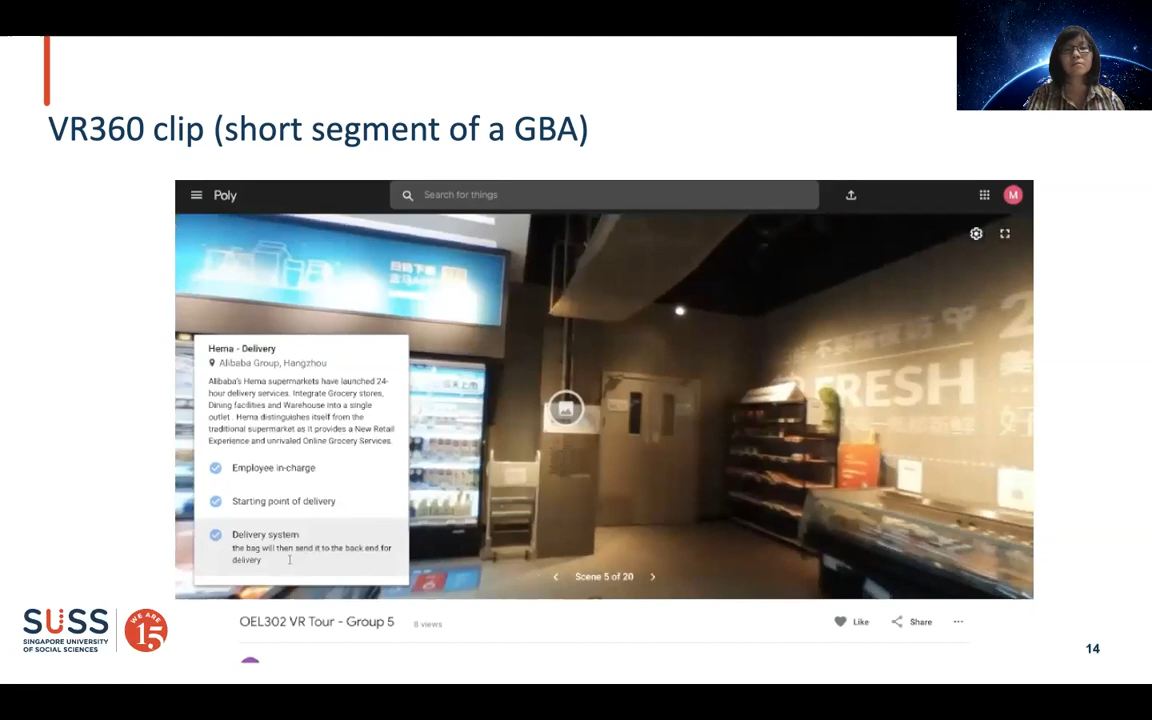 VR360 clip (short segment of a GBA)
Poly
Search for things
M
Hema - Delivery
Alibaba Group, Hangzhou
Alibaba's Hema supermarkets have launched 24-
hour delivery services. Integrate Grocery stores,
Dining facilities and Warehouse into a single
outlet . Hema distinguishes itself from the
traditional supermarket as it provides a New Retail
Experience and unrivaled Online Grocery Services.
Employee in-charge
Starting point of delivery
Delivery system
the bag will then send it to the back end for
delivery
FRESH
Scene 5 of 20
OEL302 VR Tour - Group 5
8 views
Like
Share
SUSS
SINGAPORE UNIVERSITY
OF SOCIAL SCIENCES
WE ARE
15
14